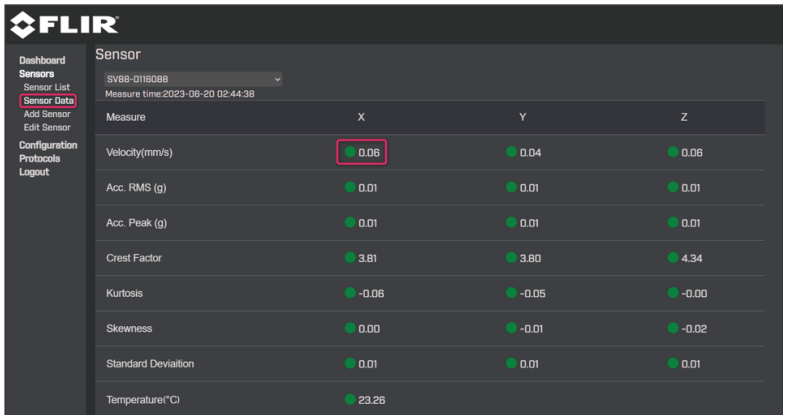 FLIR
Dashboard
Sensors
Sensor List
Sensor Data
Add Sensor
Edit Sensor
Configuration
Protocols
Logout
Sensor
SV88-0116088
Measure time:2023-06-20 02:44:38
Measure X Y Z
Velocity(mm/s) 0.06 0.04 0.06
Acc. RMS (g) 0.01 0.01 0.01
Acc. Peak (g) 0.01 0.01 0.01
Crest Factor 3.81 3.80 4.34
Kurtosis -0.06 -0.05 -0.00
Skewness 0.00 -0.01 -0.02
Standard Deviaition 0.01 0.01 0.01
Temperature(°C) 23.26